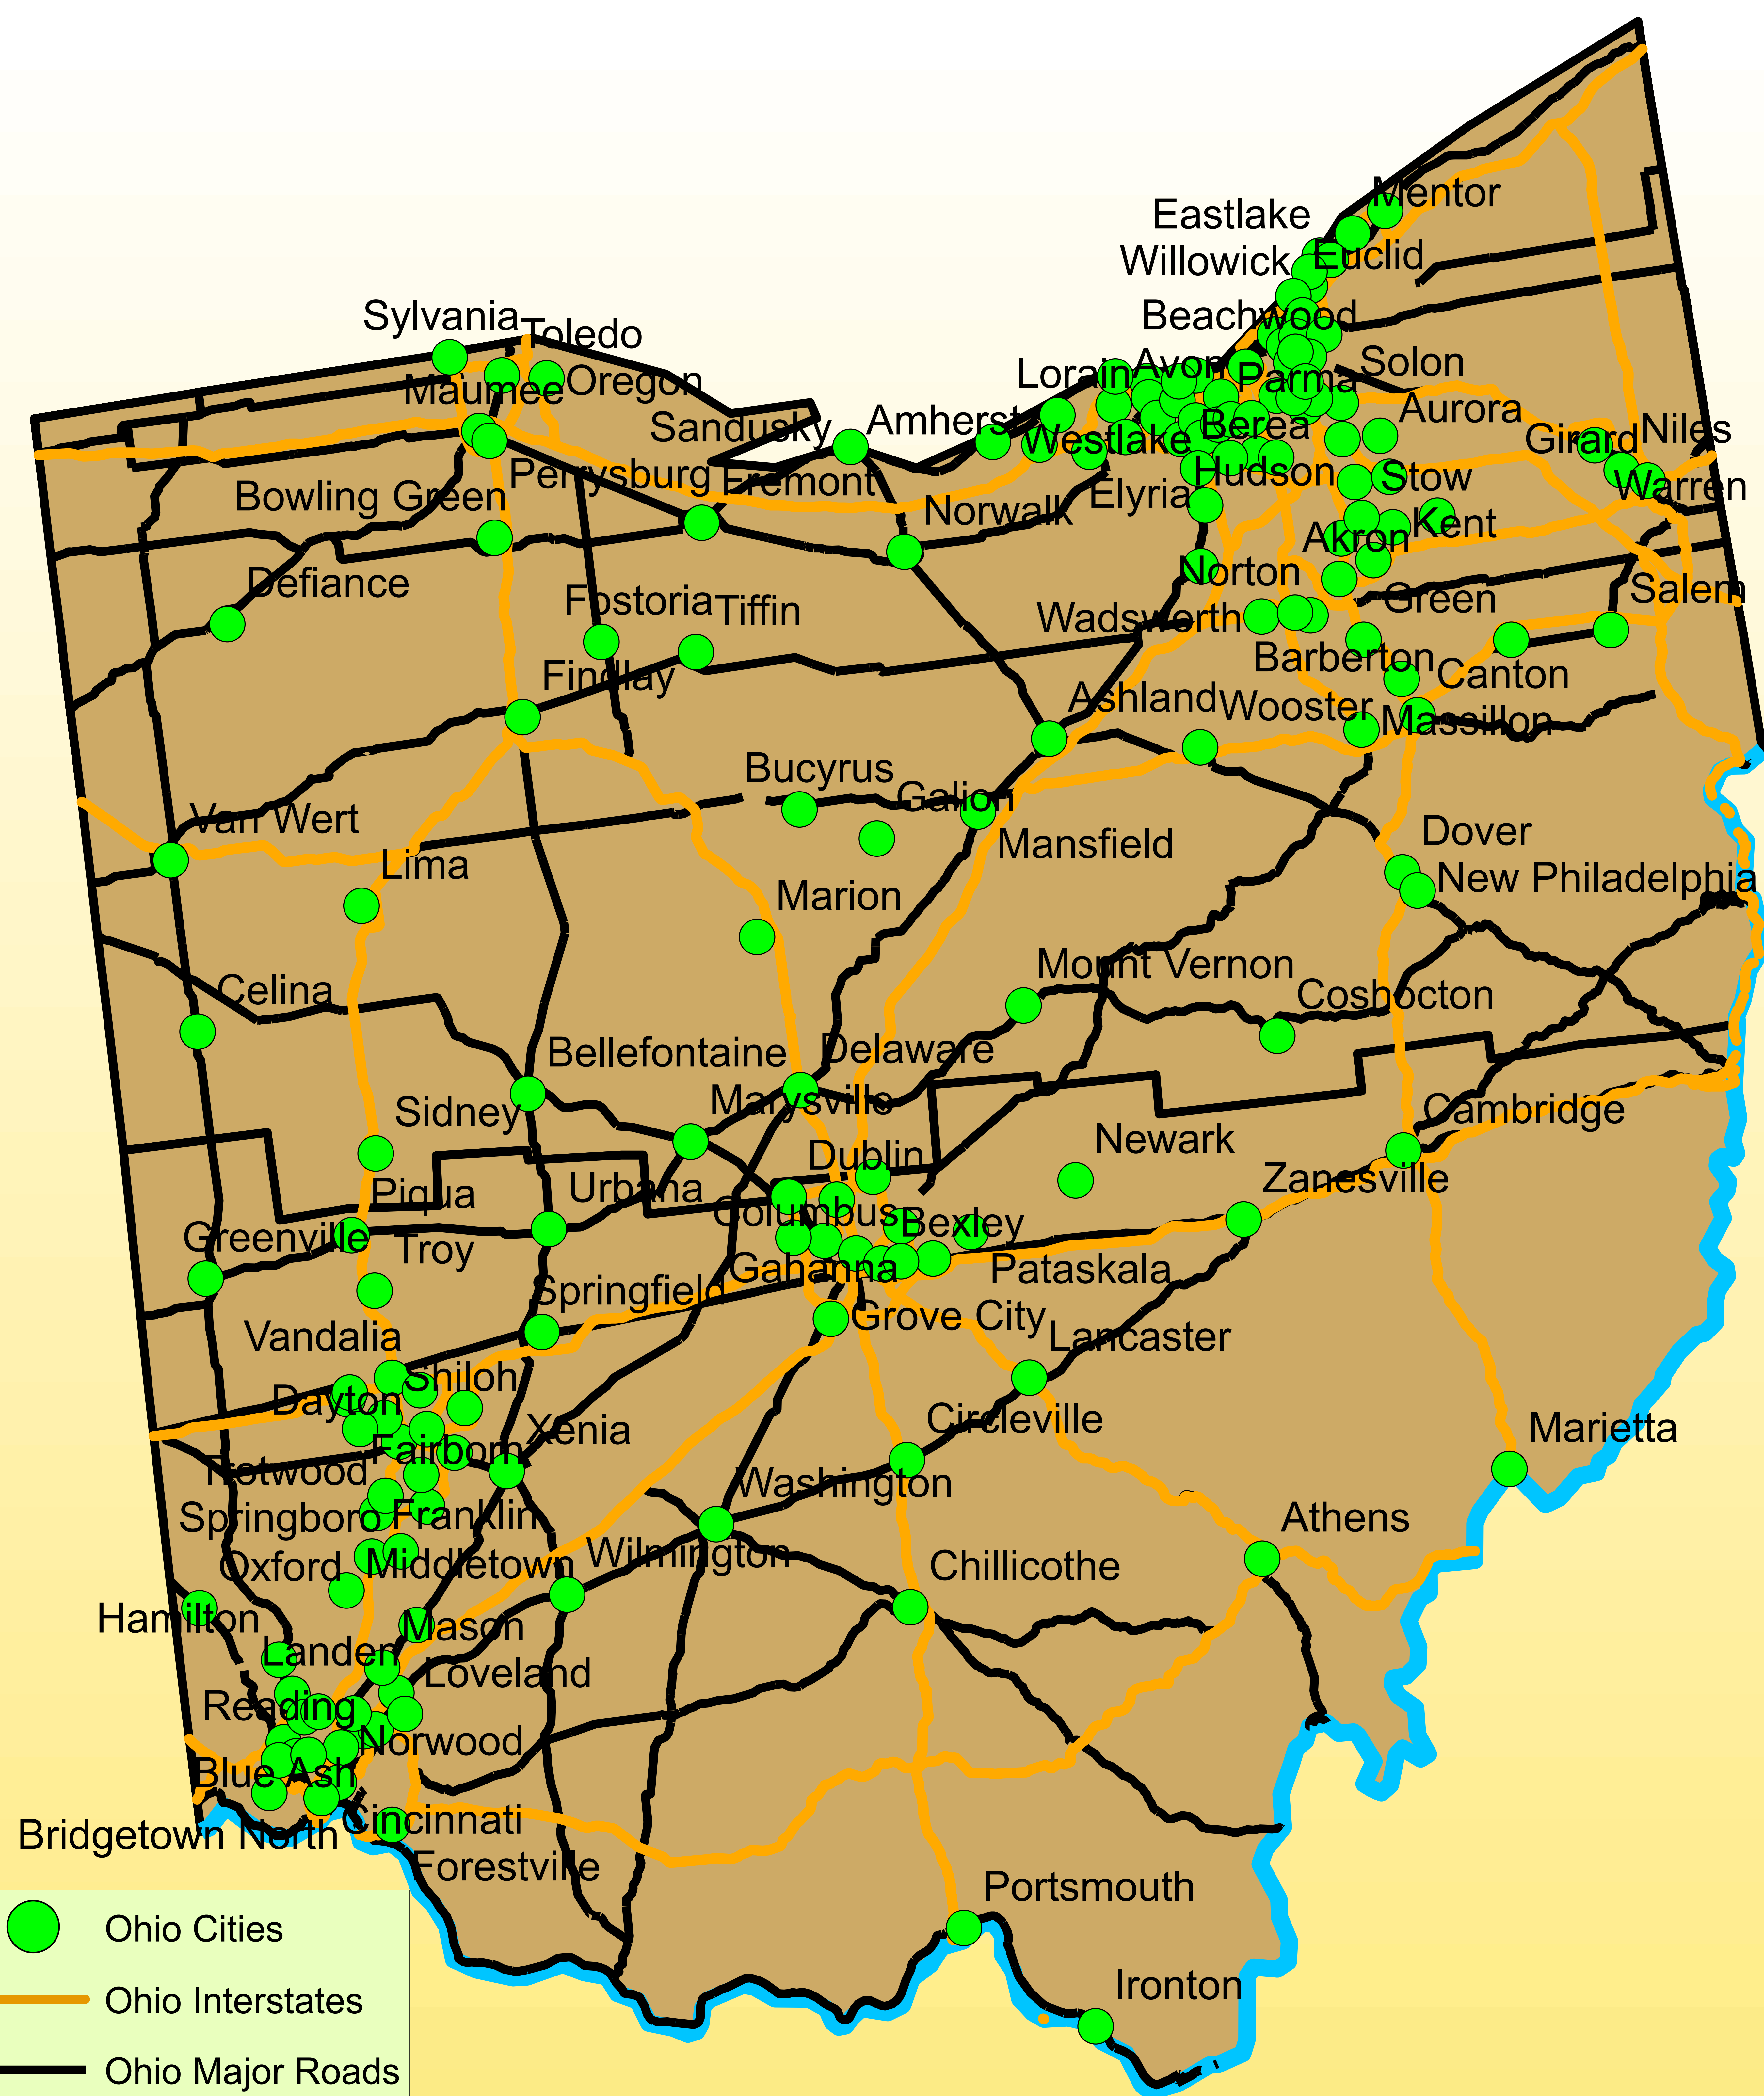 Mentor
Eastlake
Euclid
Willowick
Beachwood
Sylvania
Toledo
Solon
Lorain
Avon
Parma
Maumee
Oregon
Aurora
Sandusky
Amherst
Westlake
Berea
Girard
Niles
Perrysburg
Fremont
Hudson
Stow
Warren
Bowling Green
Elyria
Norwalk
Akron
Kent
Defiance
Norton
Fostoria
Tiffin
Wadsworth
Green
Salem
Findlay
Barberton
Canton
Ashland
Wooster
Massillon
Bucyrus
Galion
Van Wert
Dover
Lima
Mansfield
New Philadelphia
Marion
Celina
Mount Vernon
Coshocton
Bellefontaine
Delaware
Marysville
Sidney
Cambridge
Newark
Dublin
Zanesville
Piqua
Urbana
Columbus
Bexley
Greenville
Troy
Gahanna
Pataskala
Springfield
Grove City
Vandalia
Lancaster
Shiloh
Dayton
Circleville
Xenia
Fairborn
Marietta
Trotwood
Washington
Springboro
Franklin
Athens
Oxford
Middletown
Wilmington
Chillicothe
Hamilton
Mason
Landen
Loveland
Reading
Norwood
Blue Ash
Bridgetown North
Cincinnati
Forestville
Portsmouth
Ironton
Ohio Cities
Ohio Interstates
Ohio Major Roads